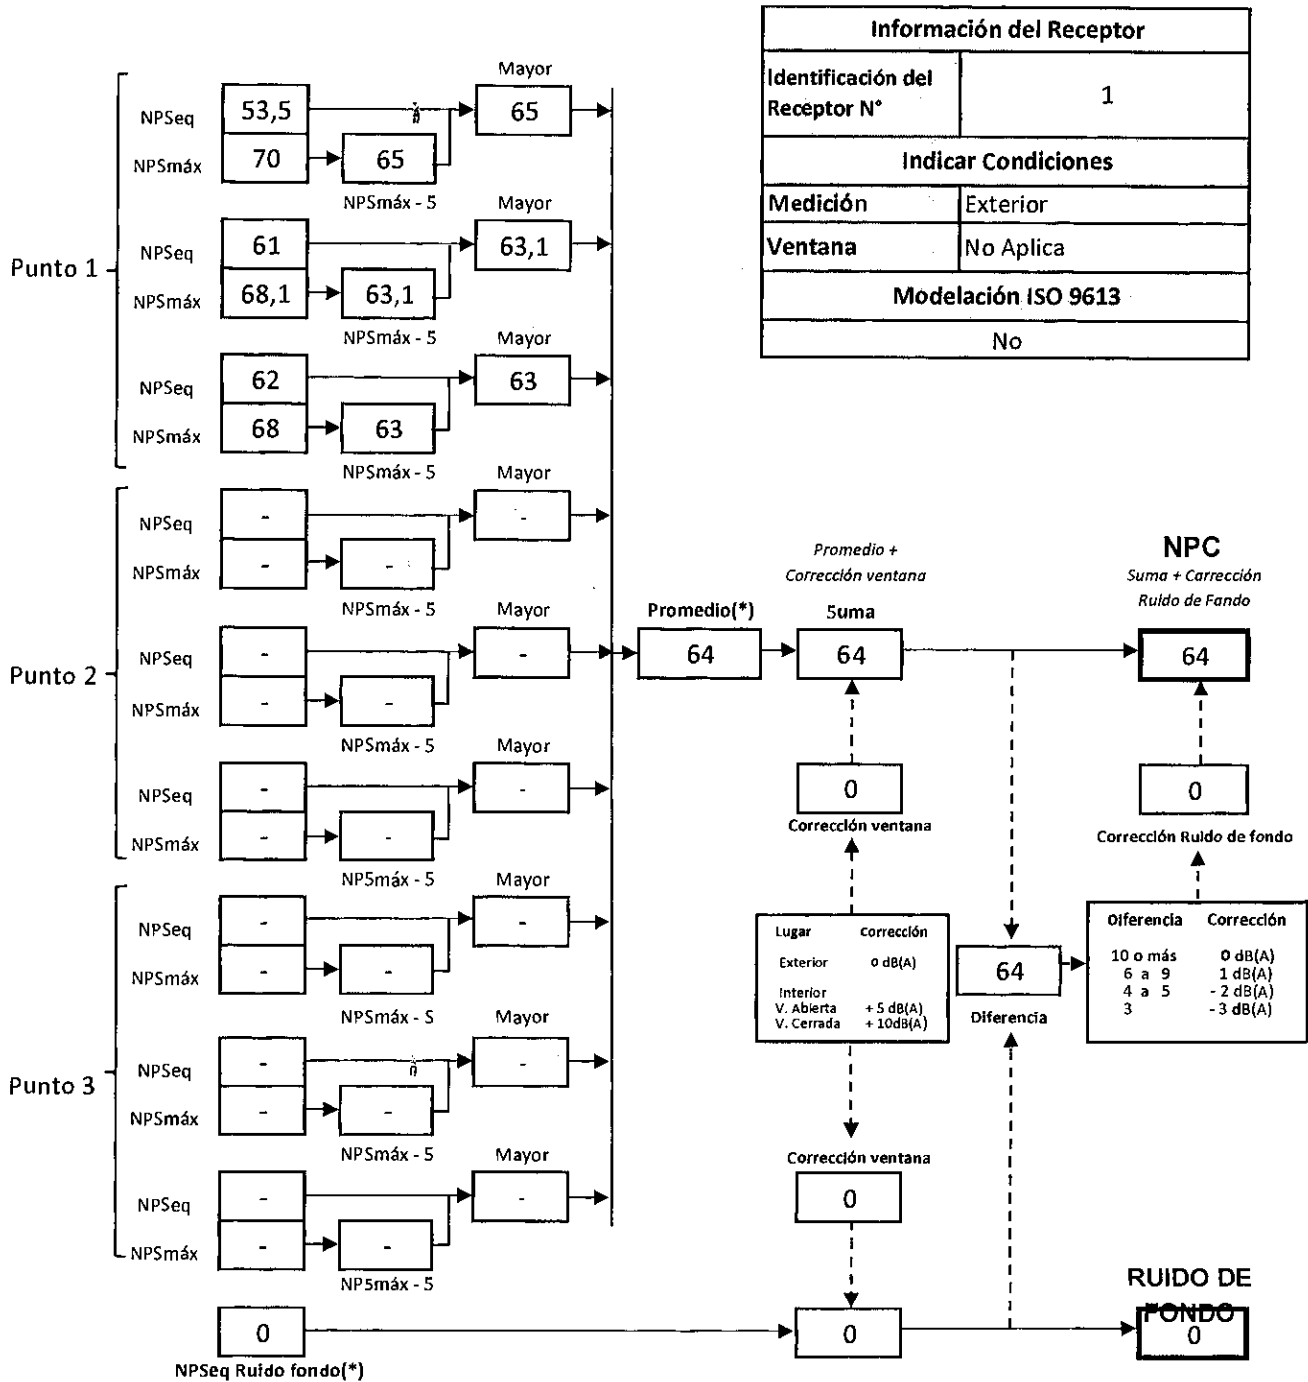 Información del Receptor
Identificación del Receptor N°
1
Indicar Condiciones
Medición
Exterior
Ventana
No Aplica
Modelación ISO 9613
No
Punto 1
NPSeq
53,5
Mayor
65
NPSmáx
70
65
NPSmáx - 5
NPSeq
61
Mayor
63,1
NPSmáx
68,1
63,1
NPSmáx - 5
NPSeq
62
Mayor
63
NPSmáx
68
63
NPSmáx - 5
Punto 2
NPSeq
-
Mayor
-
NPSmáx
-
-
NPSmáx - 5
NPSeq
-
Mayor
-
NPSmáx
-
-
NPSmáx - 5
NPSeq
-
Mayor
-
NPSmáx
-
-
NP5máx - 5
Punto 3
NPSeq
-
Mayor
-
NPSmáx
-
-
NPSmáx - S
NPSeq
-
Mayor
-
NPSmáx
-
-
NPSmáx - 5
NPSeq
-
Mayor
-
NPSmáx
-
-
NP5máx - 5
Promedio(*)
64
Promedio +
Corrección ventana
5uma
64
NPC
Suma + Carrección
Ruido de Fando
64
0
Corrección ventana
0
Corrección Ruido de fondo
Lugar Corrección
Exterior 0 dB(A)
Interior
V. Abierta + 5 dB(A)
V. Cerrada + 10dB(A)
64
Diferencia
Diferencia Corrección
10 o más 0 dB(A)
6 a 9 1 dB(A)
4 a 5 - 2 dB(A)
3 - 3 dB(A)
Corrección ventana
0
0
NPSeq Ruido fondo(*)
0
RUIDO DE
FONDO
0